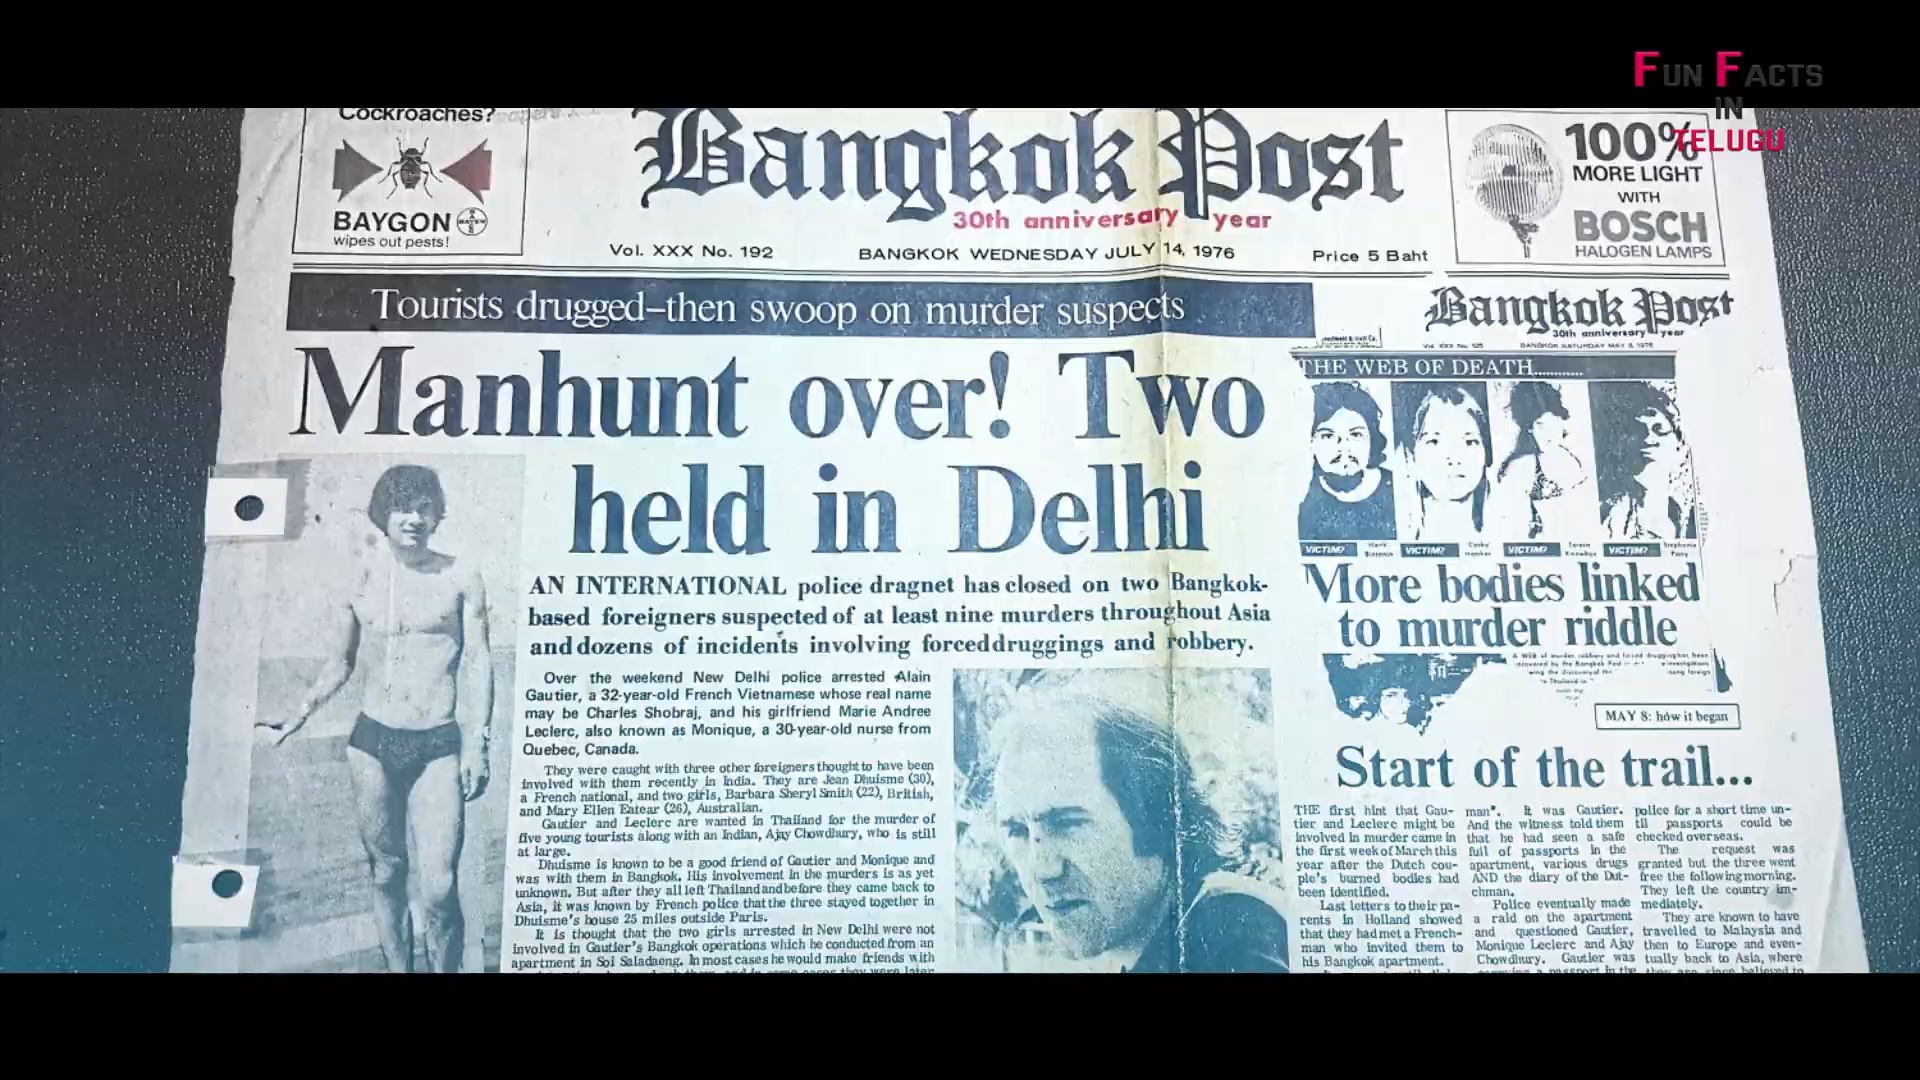 FUN FACTS
IN
TELUGU
Cockroaches?
BAYGON
BAYER
wipes out pests!
Bangkok Post
30th anniversary year
Vol. XXX No. 192
BANGKOK WEDNESDAY JULY 14, 1976
Price 5 Baht
100%
MORE LIGHT
WITH
BOSCH
HALOGEN LAMPS
Tourists drugged–then swoop on murder suspects
Manhunt over! Two
held in Delhi
AN INTERNATIONAL police dragnet has closed on two Bangkok-
based foreigners suspected of at least nine murders throughout Asia
and dozens of incidents involving forced druggings and robbery.
Over the weekend New Delhi police arrested Alain
Gautier, a 32-year-old French Vietnamese whose real name
may be Charles Shobraj, and his girlfriend Marie Andree
Leclerc, also known as Monique, a 30-year-old nurse from
Quebec, Canada.
They were caught with three other foreigners thought to have been
involved with them recently in India. They are Jean Dhuisme (30),
a French national, and two girls, Barbara Sheryl Smith (22), British,
and Mary Ellen Eatear (26), Australian.
Gautier and Leclerc are wanted in Thailand for the murder of
five young tourists along with an Indian, Ajay Chowdhury, who is still
at large.
Dhuisme is known to be a good friend of Gautier and Monique and
was with them in Bangkok. His involvement in the murders is as yet
unknown. But after they all left Thailand and before they came back to
Asia, it was known by French police that the three stayed together in
Dhuisme's house 25 miles outside Paris.
It is thought that the two girls arrested in New Delhi were not
involved in Gautier's Bangkok operations which he conducted from an
apartment in Soi Saladaeng. In most cases he would make friends with
Bangkok Post
30th anniversary year
BANGKOK SATURDAY MAY 8, 1976
THE WEB OF DEATH............
VICTIM?
VICTIM?
VICTIM?
VICTIM?
More bodies linked
to murder riddle
MAY 8: how it began
Start of the trail...
THE first hint that Gau-
tier and Leclerc might be
involved in murder came in
the first week of March this
year after the Dutch cou-
ple's burned bodies had
been identified.
Last letters to their pa-
rents in Holland showed
that they had met a French-
man who invited them to
his Bangkok apartment.
man". It was Gautier.
And the witness told them
that he had seen a safe
full of passports in the
apartment, various drugs
AND the diary of the Dut-
chman.
Police eventually made
a raid on the apartment
and questioned Gautier,
Monique Leclerc and Ajay
Chowdhury. Gautier was
police for a short time un-
til passports could be
checked overseas.
The request was
granted but the three went
free the following morning.
They left the country im-
mediately.
They are known to have
travelled to Malaysia and
then to Europe and even-
tually back to Asia, where